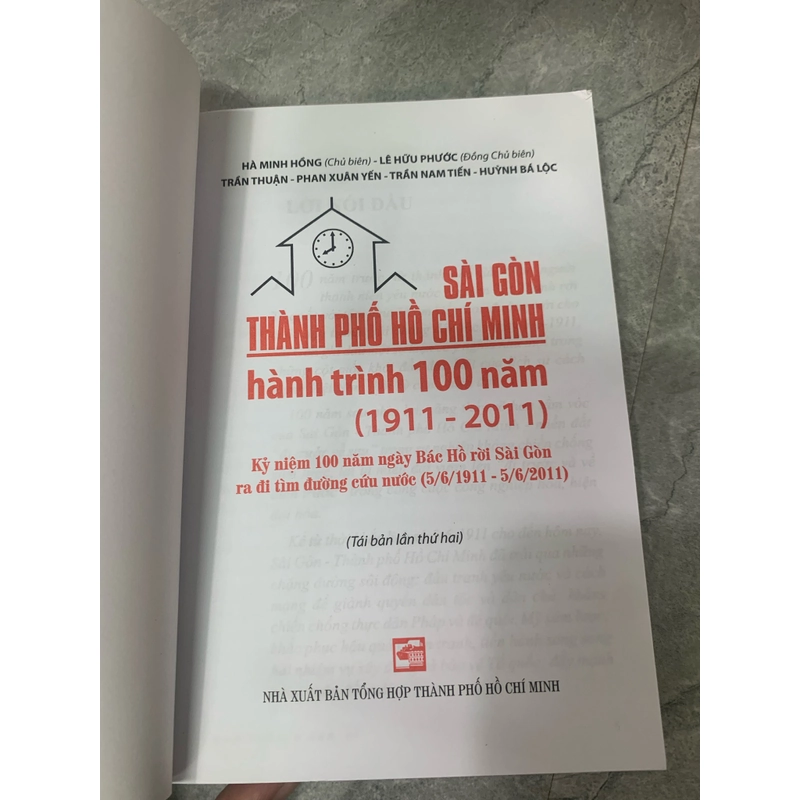 HÀ MINH HỒNG (Chủ biên) - LÊ HỮU PHƯỚC (Đồng Chủ biên)
TRẦN THUẬN - PHAN XUÂN YẾN - TRẦN NAM TIẾN - HUỲNH BÁ LỘC
SÀI GÒN
THÀNH PHỐ HỒ CHÍ MINH
hành trình 100 năm
(1911 - 2011)
Kỷ niệm 100 năm ngày Bác Hồ rời Sài Gòn
ra đi tìm đường cứu nước (5/6/1911 - 5/6/2011)
(Tái bản lần thứ hai)
NHÀ XUẤT BẢN TỔNG HỢP THÀNH PHỐ HỒ CHÍ MINH